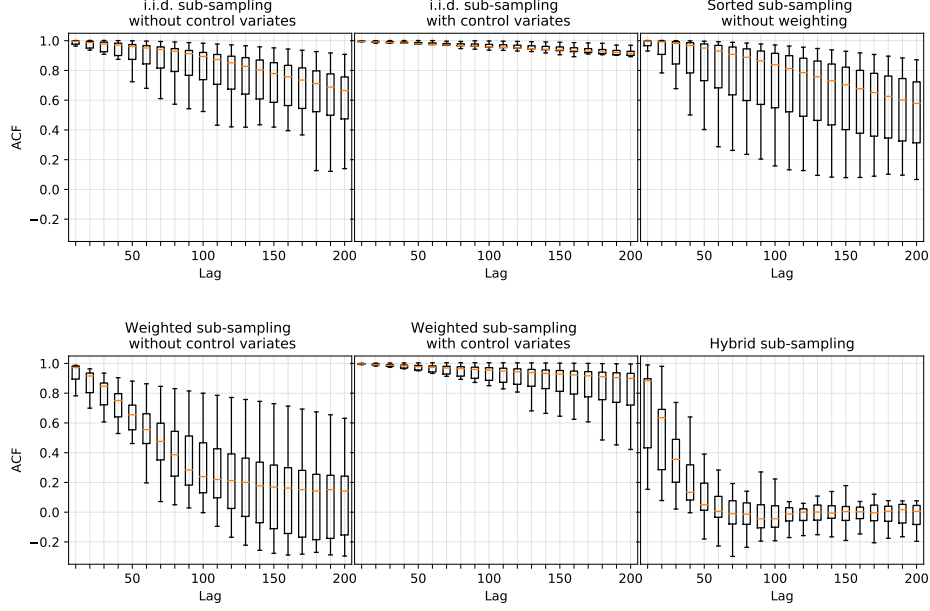 i.i.d. sub-sampling
without control variates
i.i.d. sub-sampling
with control variates
Sorted sub-sampling
without weighting
1.0
0.8
0.6
0.4
0.2
0.0
−0.2
ACF
50 100 150 200
50 100 150 200
50 100 150 200
Lag
Lag
Lag
Weighted sub-sampling
without control variates
Weighted sub-sampling
with control variates
Hybrid sub-sampling
1.0
0.8
0.6
0.4
0.2
0.0
−0.2
ACF
50 100 150 200
50 100 150 200
50 100 150 200
Lag
Lag
Lag